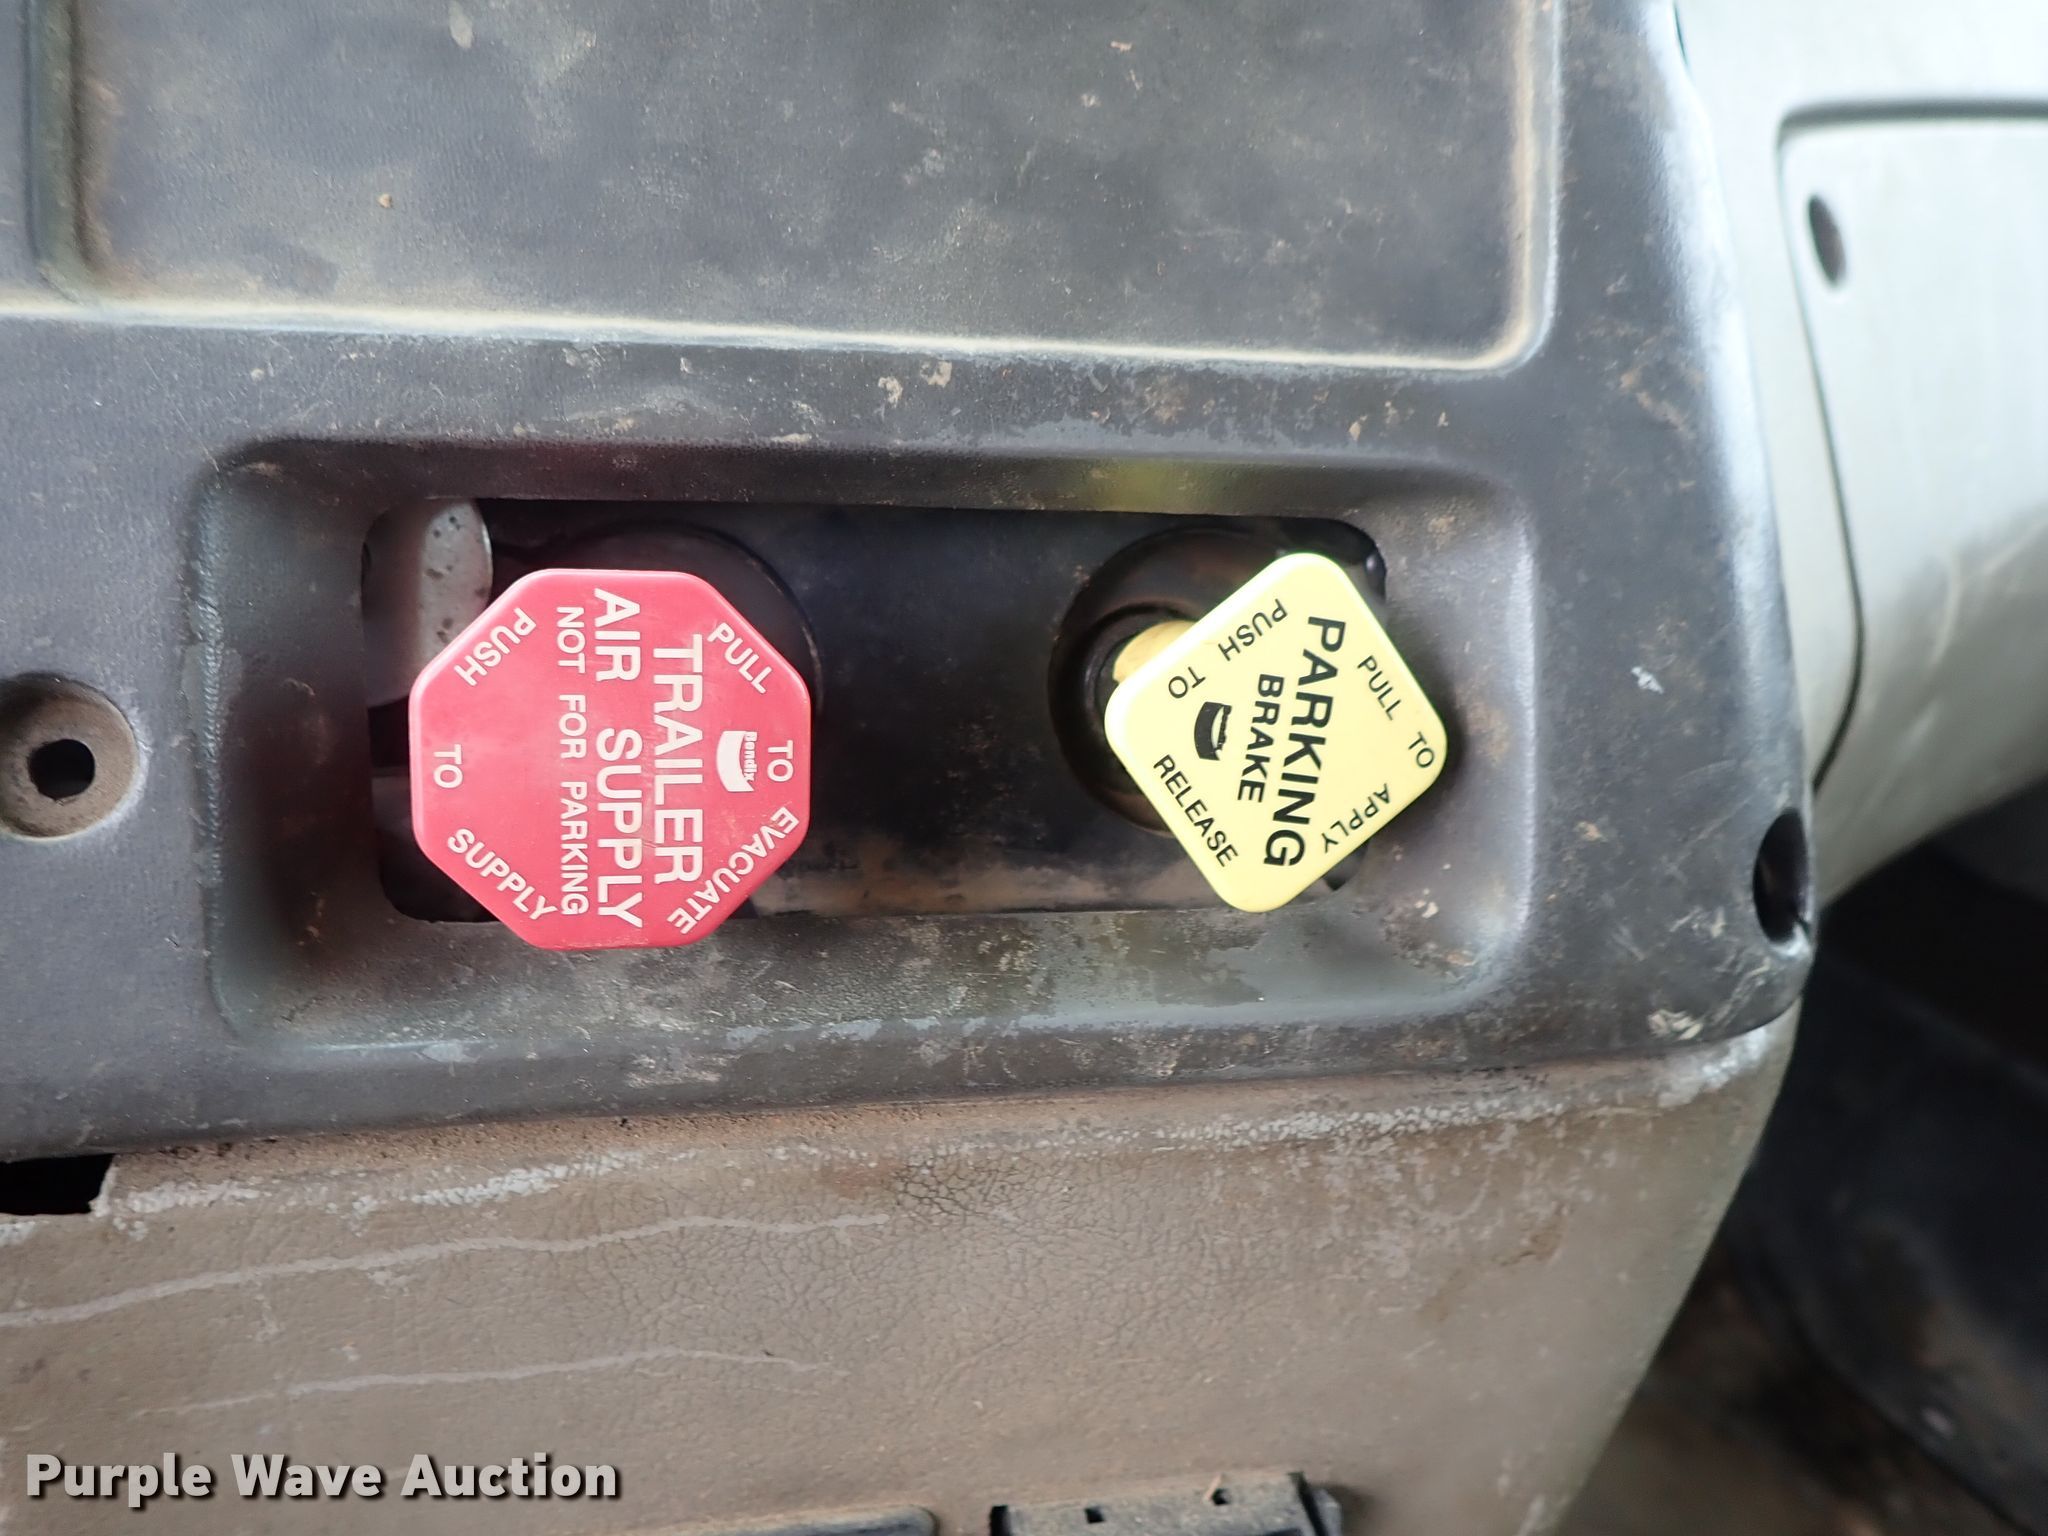 PULL TO EVACUATE
Bendix
TRAILER
AIR SUPPLY
NOT FOR PARKING
PUSH TO SUPPLY
PULL TO APPLY
PARKING
BRAKE
PUSH TO RELEASE
Purple Wave Auction